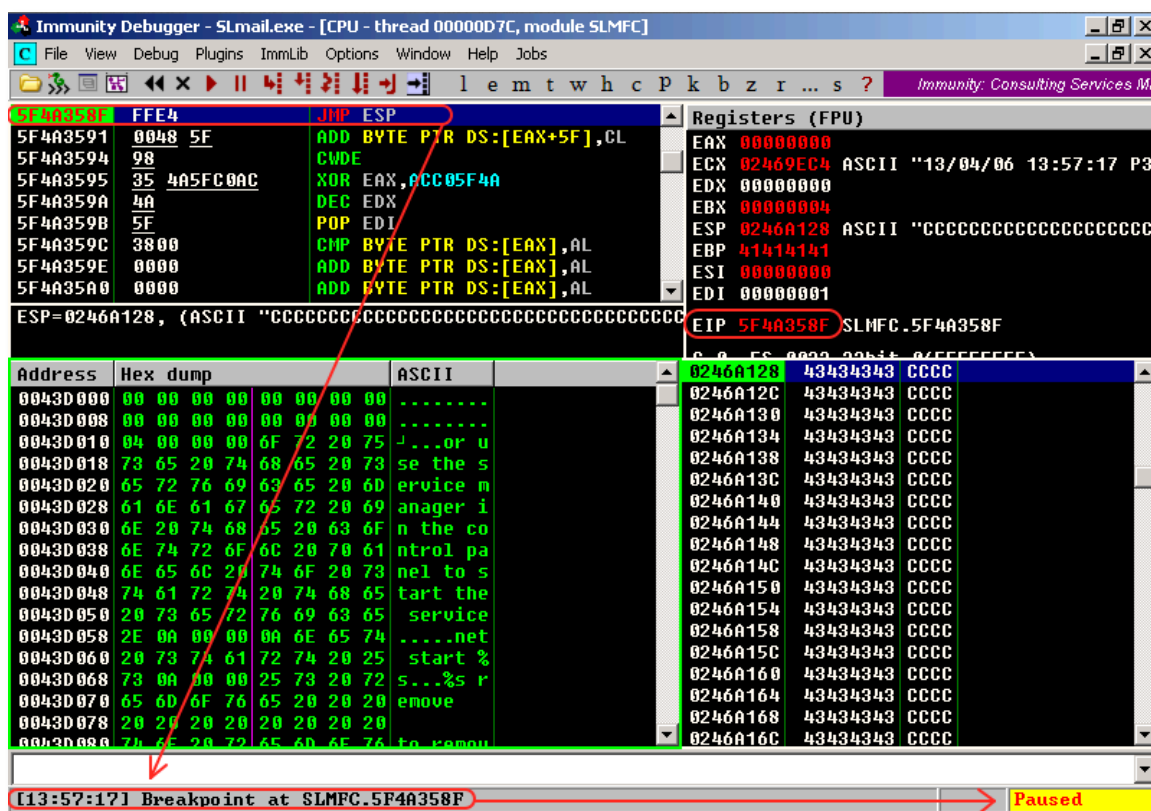 Immunity Debugger - SLmail.exe - [CPU - thread 00000D7C, module SLMFC]
C File View Debug Plugins ImmLib Options Window Help Jobs
l e m t w h c P k b z r ... s ? Immunity: Consulting Services
5F4A358F FFE4 JMP ESP
5F4A3591 0048 5F ADD BYTE PTR DS:[EAX+5F],CL
5F4A3594 98 CWDE
5F4A3595 35 4A5FC0AC XOR EAX,ACC05F4A
5F4A359A 4A DEC EDX
5F4A359B 5F POP EDI
5F4A359C 3800 CMP BYTE PTR DS:[EAX],AL
5F4A359E 0000 ADD BYTE PTR DS:[EAX],AL
5F4A35A0 0000 ADD BYTE PTR DS:[EAX],AL
ESP=0246A128, (ASCII "CCCCCCCCCCCCCCCCCCCCCCCCCCCCCCCCCCCCC
Registers (FPU)
EAX 00000000
ECX 02469EC4 ASCII "13/04/06 13:57:17 P3
EDX 00000000
EBX 00000004
ESP 0246A128 ASCII "CCCCCCCCCCCCCCCCCCCC
EBP 41414141
ESI 00000000
EDI 00000001
EIP 5F4A358F SLMFC.5F4A358F
Address Hex dump ASCII
0043D000 00 00 00 00 00 00 00 00 ........
0043D008 00 00 00 00 00 00 00 00 ........
0043D010 04 00 00 00 6F 72 20 75 ┘...or u
0043D018 73 65 20 74 68 65 20 73 se the s
0043D020 65 72 76 69 63 65 20 6D ervice m
0043D028 61 6E 61 67 65 72 20 69 anager i
0043D030 6E 20 74 68 65 20 63 6F n the co
0043D038 6E 74 72 6F 6C 20 70 61 ntrol pa
0043D040 6E 65 6C 20 74 6F 20 73 nel to s
0043D048 74 61 72 74 20 74 68 65 tart the
0043D050 20 73 65 72 76 69 63 65 service
0043D058 2E 0A 00 00 0A 6E 65 74 .....net
0043D060 20 73 74 61 72 74 20 25 start %
0043D068 73 0A 00 00 25 73 20 72 s...%s r
0043D070 65 6D 6F 76 65 20 20 20 emove
0043D078 20 20 20 20 20 20 20 20
0043D080 74 6F 20 72 65 6D 6F 76 to remov
0246A128 43434343 CCCC
0246A12C 43434343 CCCC
0246A130 43434343 CCCC
0246A134 43434343 CCCC
0246A138 43434343 CCCC
0246A13C 43434343 CCCC
0246A140 43434343 CCCC
0246A144 43434343 CCCC
0246A148 43434343 CCCC
0246A14C 43434343 CCCC
0246A150 43434343 CCCC
0246A154 43434343 CCCC
0246A158 43434343 CCCC
0246A15C 43434343 CCCC
0246A160 43434343 CCCC
0246A164 43434343 CCCC
0246A168 43434343 CCCC
0246A16C 43434343 CCCC
[13:57:17] Breakpoint at SLMFC.5F4A358F Paused